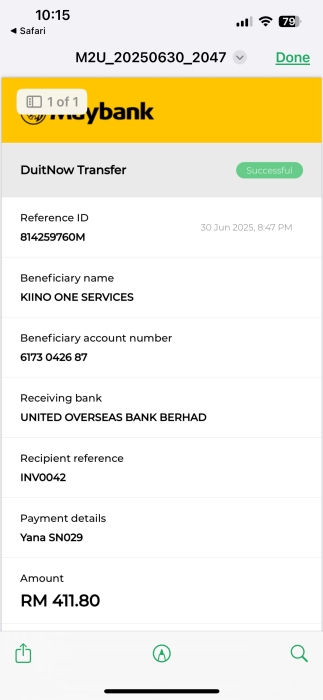 10:15
79
Safari
M2U_20250630_2047
Done
1 of 1
Maybank
DuitNow Transfer
Successful
Reference ID
30 Jun 2025, 8:47 PM
814259760M
Beneficiary name
KIINO ONE SERVICES
Beneficiary account number
6173 0426 87
Receiving bank
UNITED OVERSEAS BANK BERHAD
Recipient reference
INV0042
Payment details
Yana SN029
Amount
RM 411.80